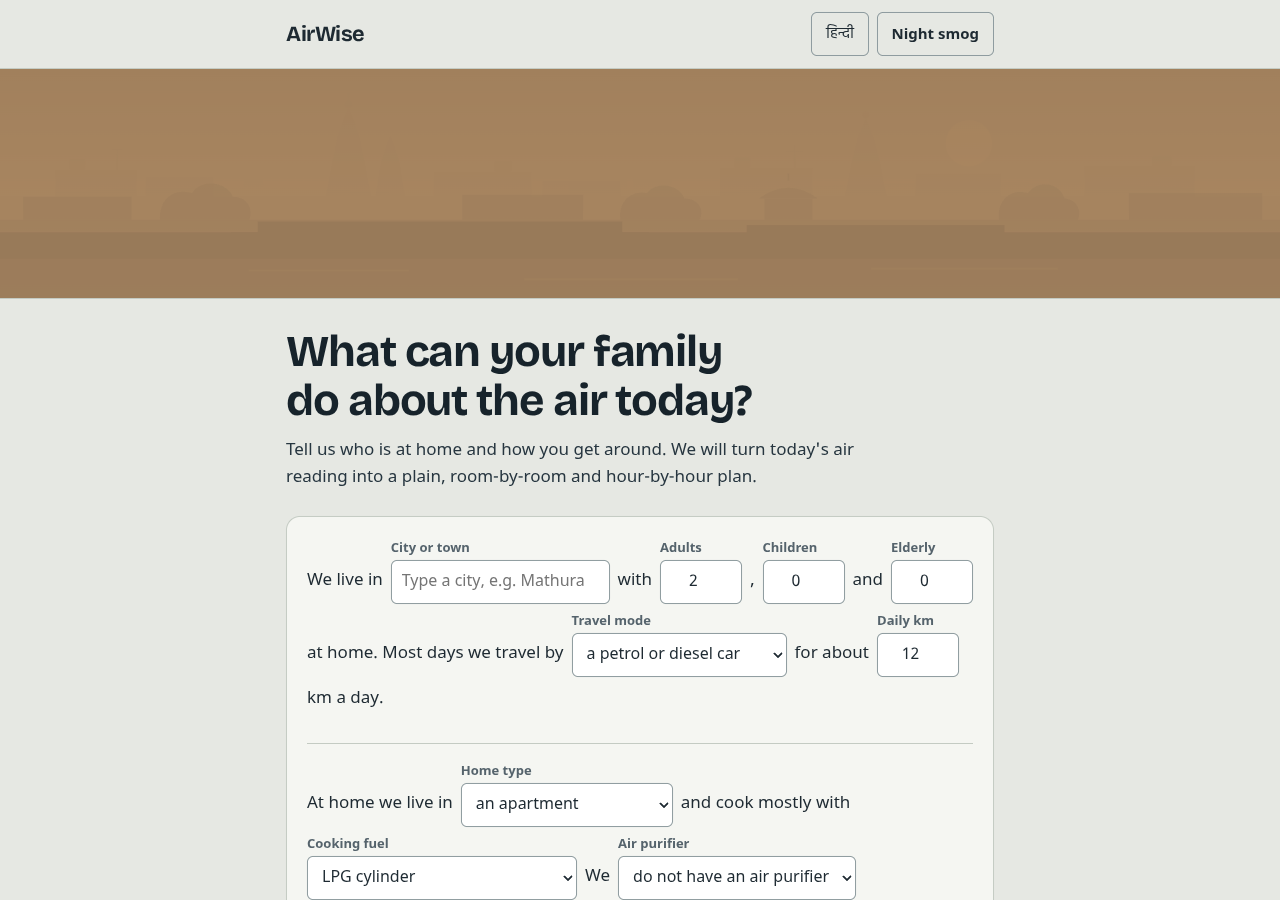 AirWise
हिन्दी
Night smog
What can your family
do about the air today?
Tell us who is at home and how you get around. We will turn today's air
reading into a plain, room-by-room and hour-by-hour plan.
City or town Adults Children Elderly
We live in Type a city, e.g. Mathura with 2 , 0 and 0
Travel mode Daily km
at home. Most days we travel by a petrol or diesel car for about 12
km a day.
Home type
At home we live in an apartment and cook mostly with
Cooking fuel Air purifier
LPG cylinder We do not have an air purifier